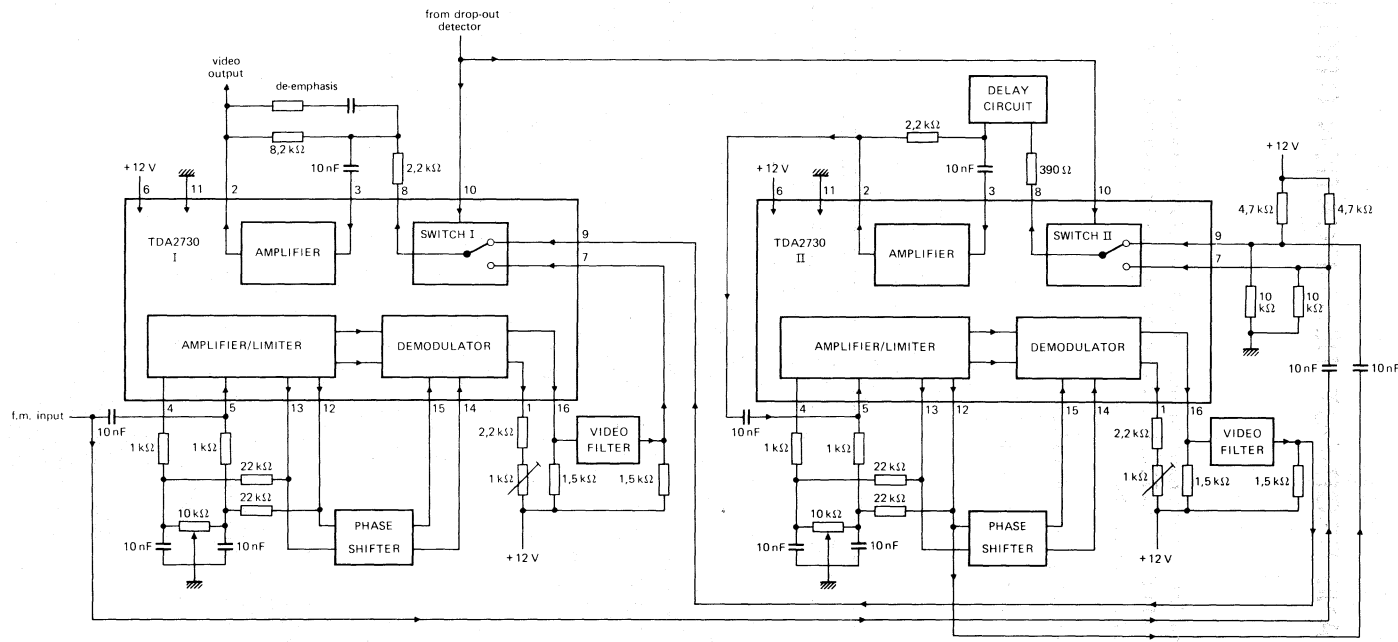 from drop-out
detector
video
output
de-emphasis
8,2 kΩ
10 nF
2,2 kΩ
+ 12 V
6
11
2
3
8
10
TDA2730
I
AMPLIFIER
SWITCH I
9
7
AMPLIFIER/LIMITER
DEMODULATOR
f.m. input
10 nF
4
5
13
12
15
14
1
16
1 kΩ
1 kΩ
22 kΩ
22 kΩ
10 kΩ
10 nF
10 nF
PHASE
SHIFTER
2,2 kΩ
1 kΩ
+ 12 V
1,5 kΩ
VIDEO
FILTER
1,5 kΩ
DELAY
CIRCUIT
2,2 kΩ
10 nF
390 Ω
+ 12 V
6
11
2
3
8
10
TDA2730
II
AMPLIFIER
SWITCH II
9
7
+ 12 V
4,7 kΩ
4,7 kΩ
10
kΩ
10
kΩ
10 nF
10 nF
AMPLIFIER/LIMITER
DEMODULATOR
10 nF
4
5
13
12
15
14
1
16
1 kΩ
1 kΩ
22 kΩ
22 kΩ
10 kΩ
10 nF
10 nF
PHASE
SHIFTER
2,2 kΩ
1 kΩ
+ 12 V
1,5 kΩ
VIDEO
FILTER
1,5 kΩ